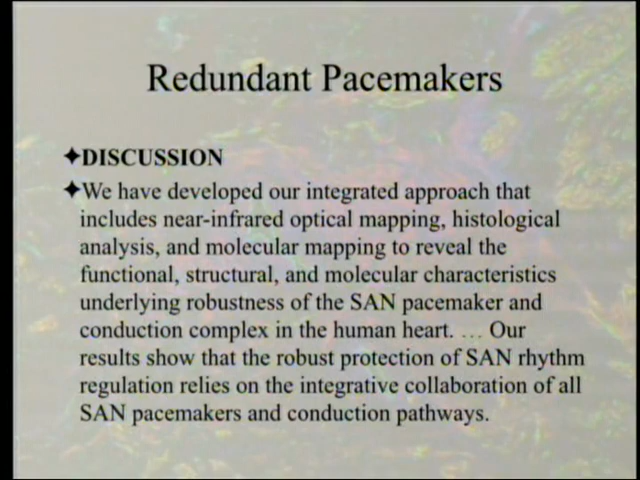 Redundant Pacemakers
✦DISCUSSION
✦We have developed our integrated approach that
includes near-infrared optical mapping, histological
analysis, and molecular mapping to reveal the
functional, structural, and molecular characteristics
underlying robustness of the SAN pacemaker and
conduction complex in the human heart. … Our
results show that the robust protection of SAN rhythm
regulation relies on the integrative collaboration of all
SAN pacemakers and conduction pathways.